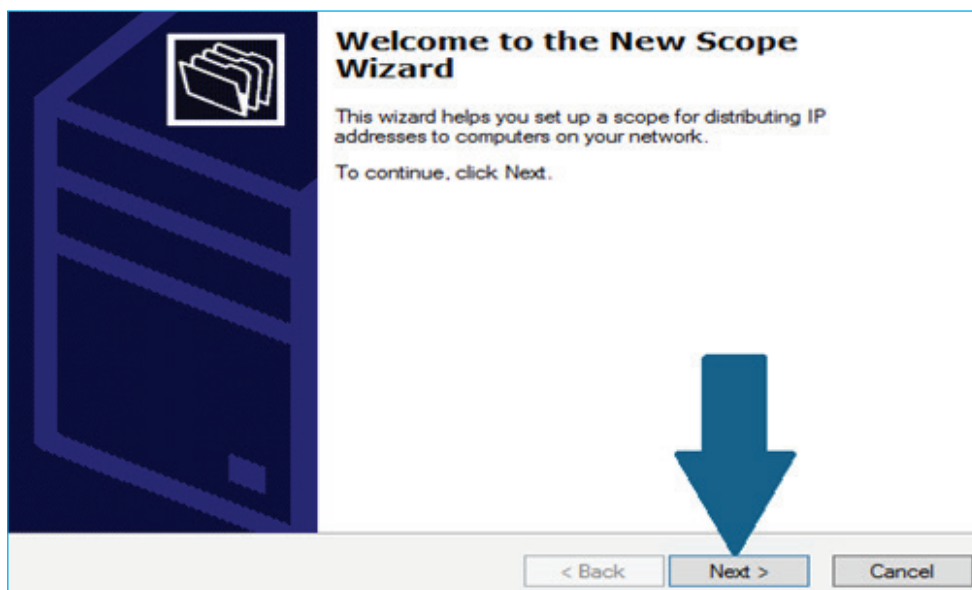 Welcome to the New Scope
Wizard
This wizard helps you set up a scope for distributing IP
addresses to computers on your network.
To continue, click Next.
< Back
Next >
Cancel